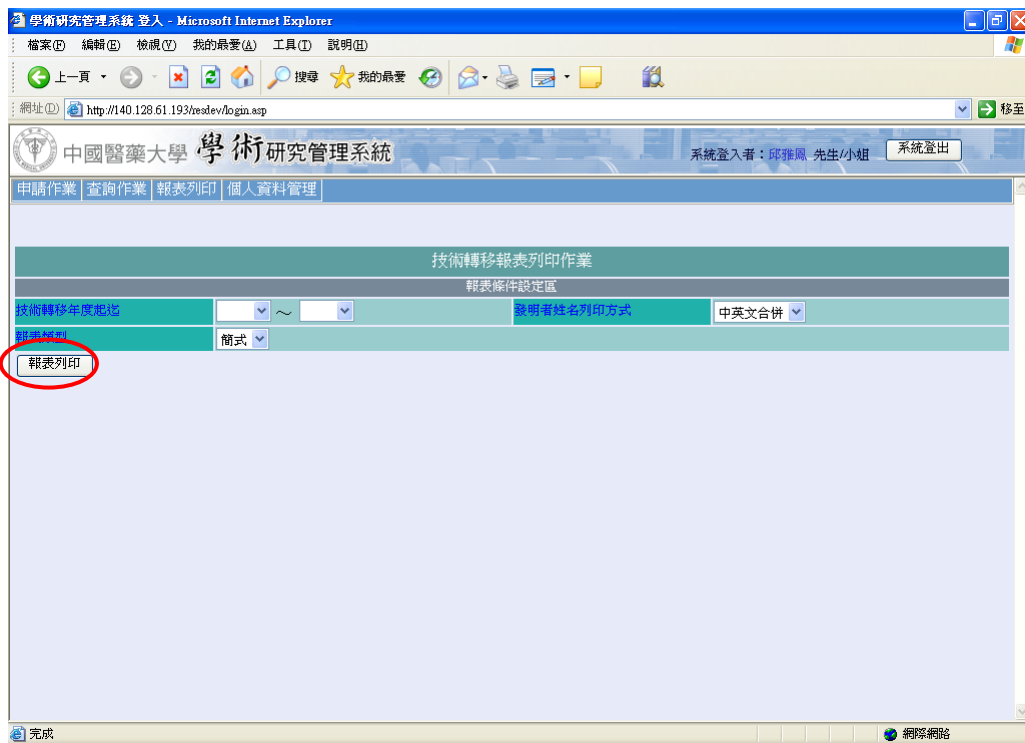 學術研究管理系統 登入 - Microsoft Internet Explorer
檔案(F) 編輯(E) 檢視(V) 我的最愛(A) 工具(T) 說明(H)
上一頁 搜尋 我的最愛
網址(D) http://140.128.61.193/resdev/login.asp 移至
中國醫藥大學 學術研究管理系統 系統登入者：邱雅鳳 先生/小姐 系統登出
申請作業 查詢作業 報表列印 個人資料管理
技術轉移報表列印作業
報表條件設定區
技術轉移年度起迄 ～ 發明者姓名列印方式 中英文合併
報表類型 簡式
報表列印
完成 網際網路